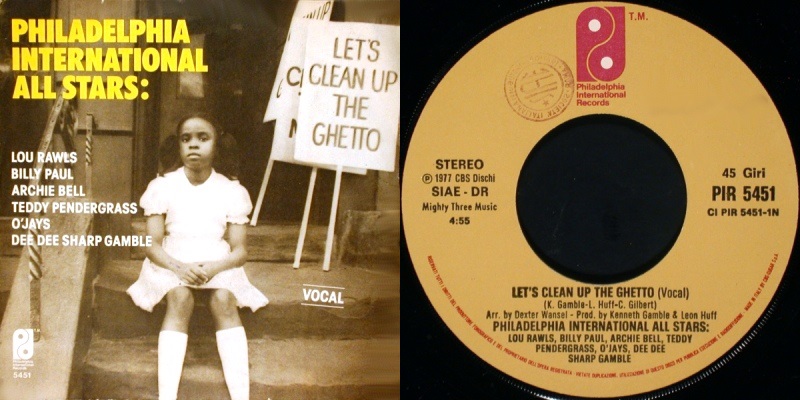 PHILADELPHIA
INTERNATIONAL
ALL STARS:
LOU RAWLS
BILLY PAUL
ARCHIE BELL
TEDDY PENDERGRASS
O'JAYS
DEE DEE SHARP GAMBLE
LET'S
CLEAN UP
THE
GHETTO
VOCAL
T.M.
Philadelphia
International
Records
5451
T.M.
Philadelphia
International
Records
STEREO
Ⓟ 1977 CBS Dischi
SIAE - DR
Mighty Three Music
4:55
45 Giri
PIR 5451
CI PIR 5451-1N
LET'S CLEAN UP THE GHETTO (Vocal)
(K. Gamble-L. Huff-C. Gilbert)
Arr. by Dexter Wansel - Prod. by Kenneth Gamble & Leon Huff
PHILADELPHIA INTERNATIONAL ALL STARS:
LOU RAWLS, BILLY PAUL, ARCHIE BELL, TEDDY
PENDERGRASS, O'JAYS, DEE DEE
SHARP GAMBLE